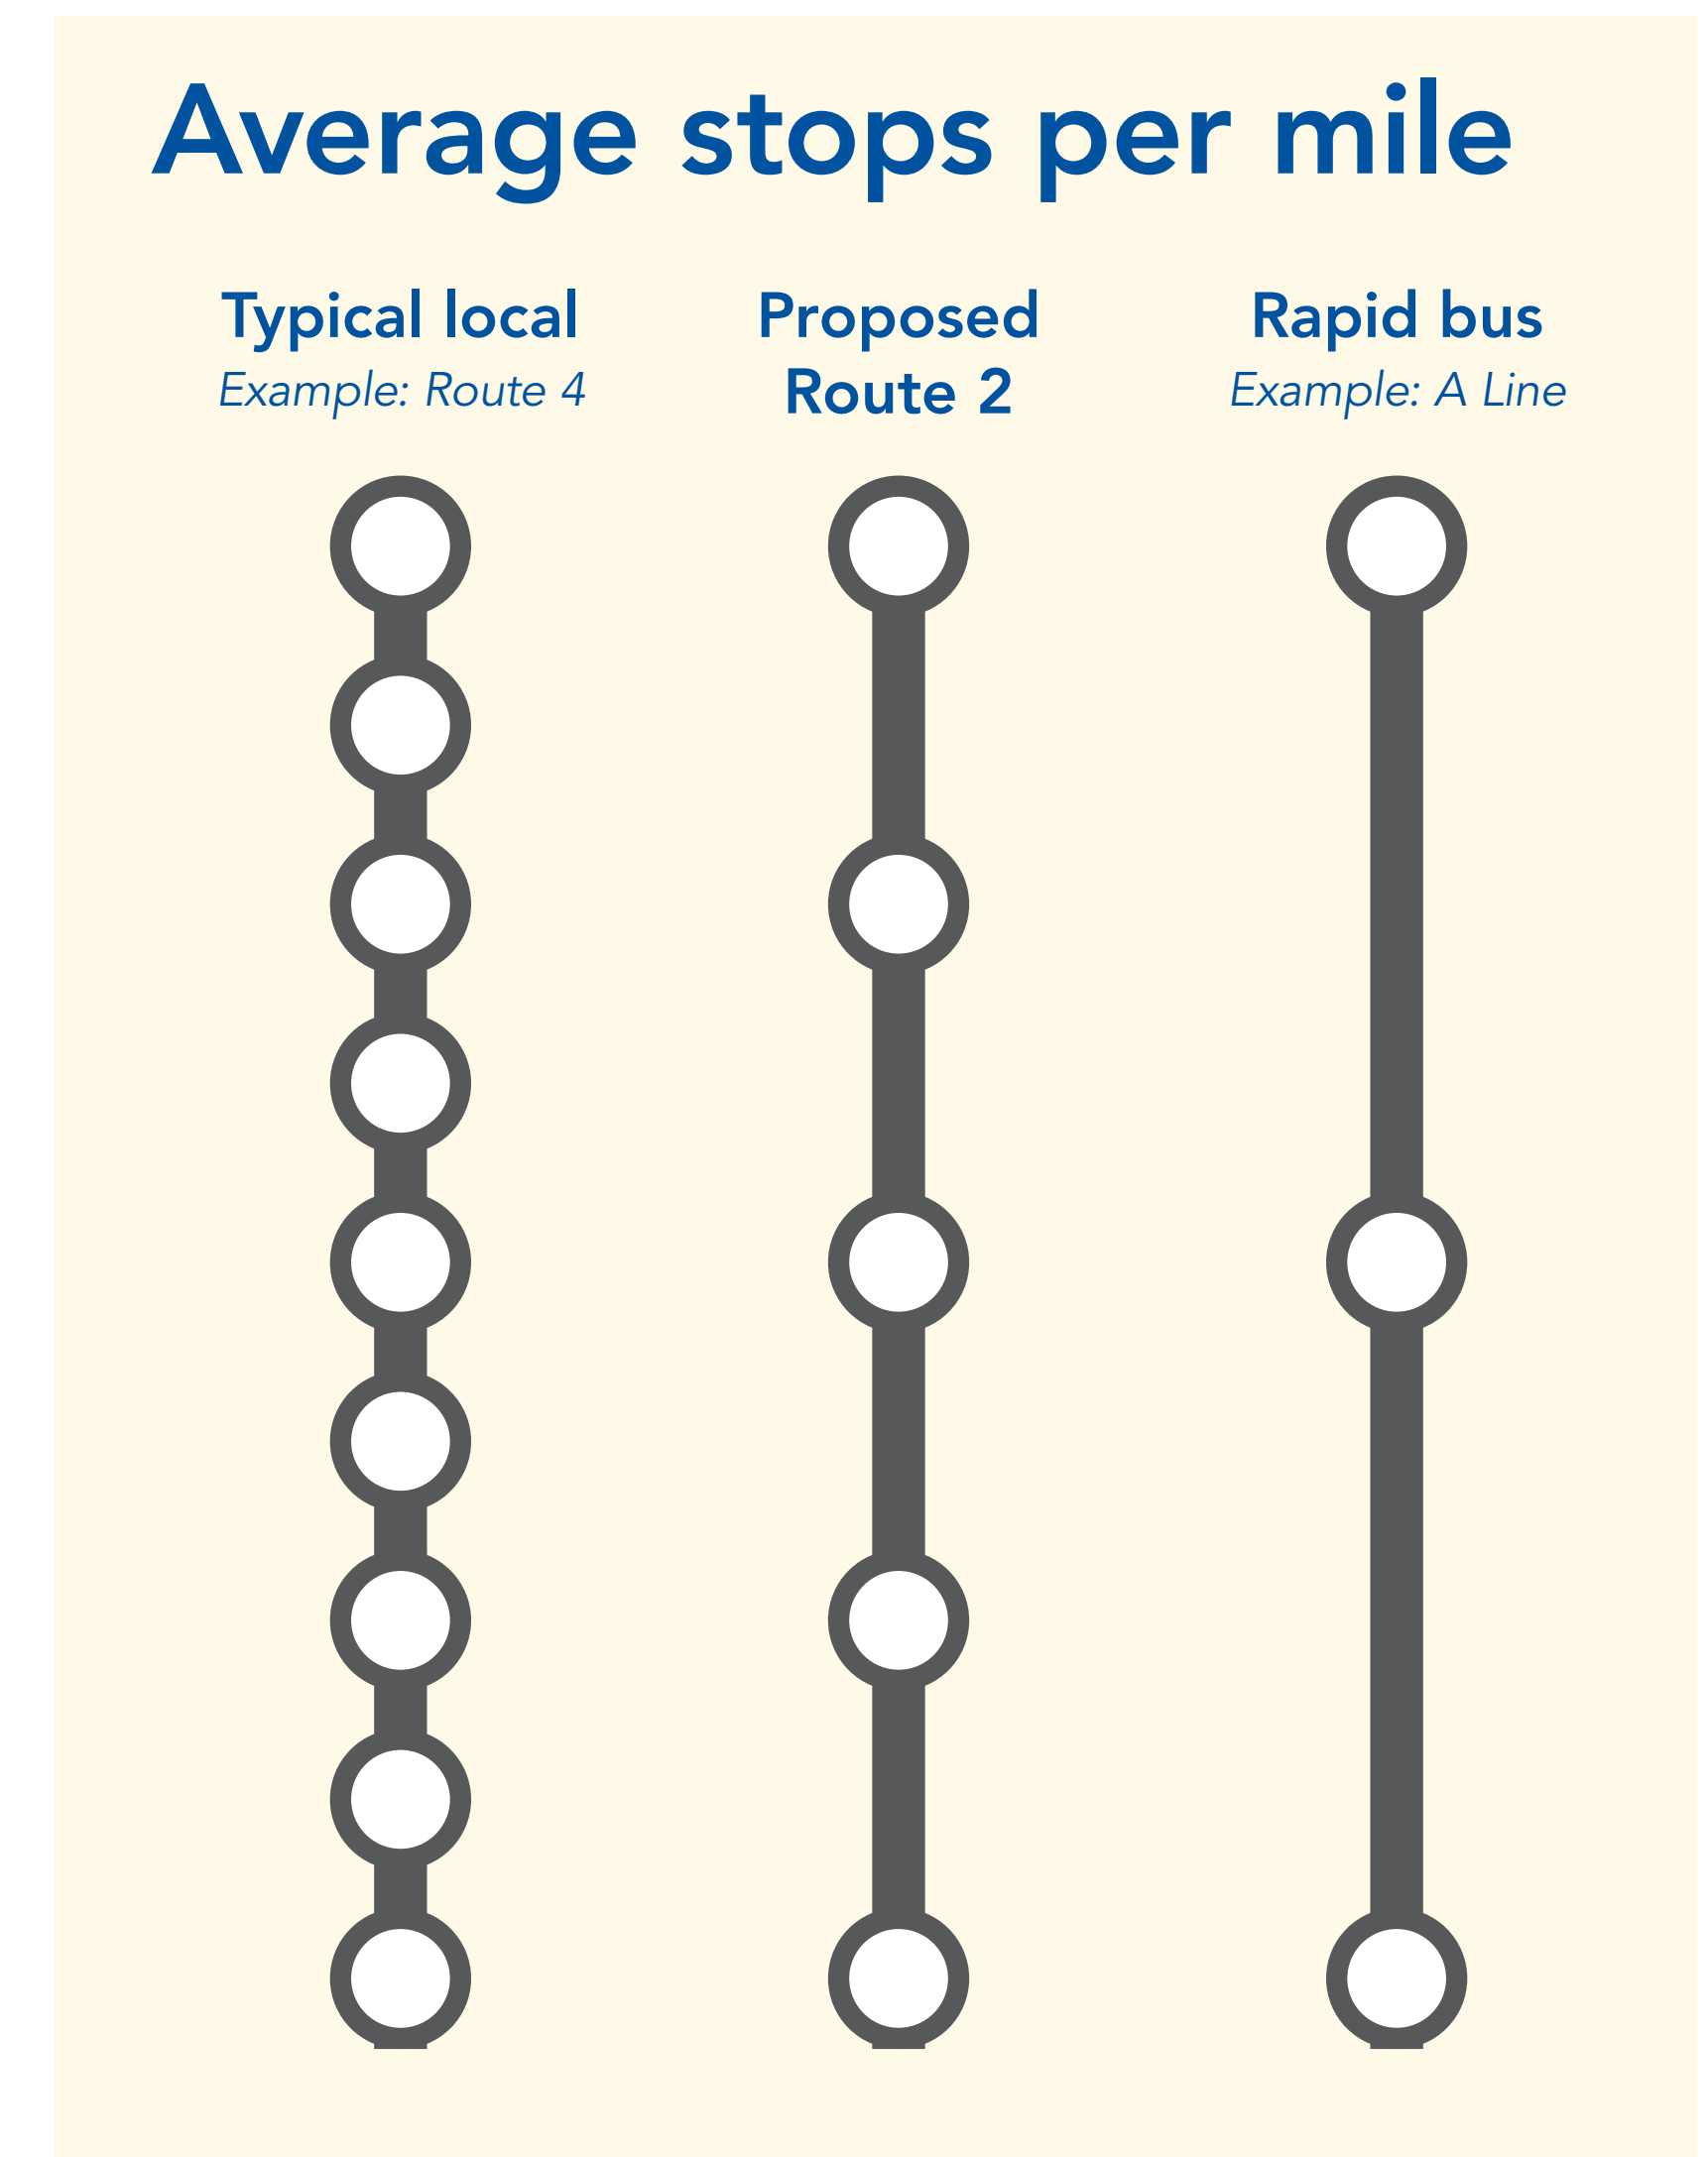 Average stops per mile
Typical local
Example: Route 4
Proposed
Route 2
Rapid bus
Example: A Line